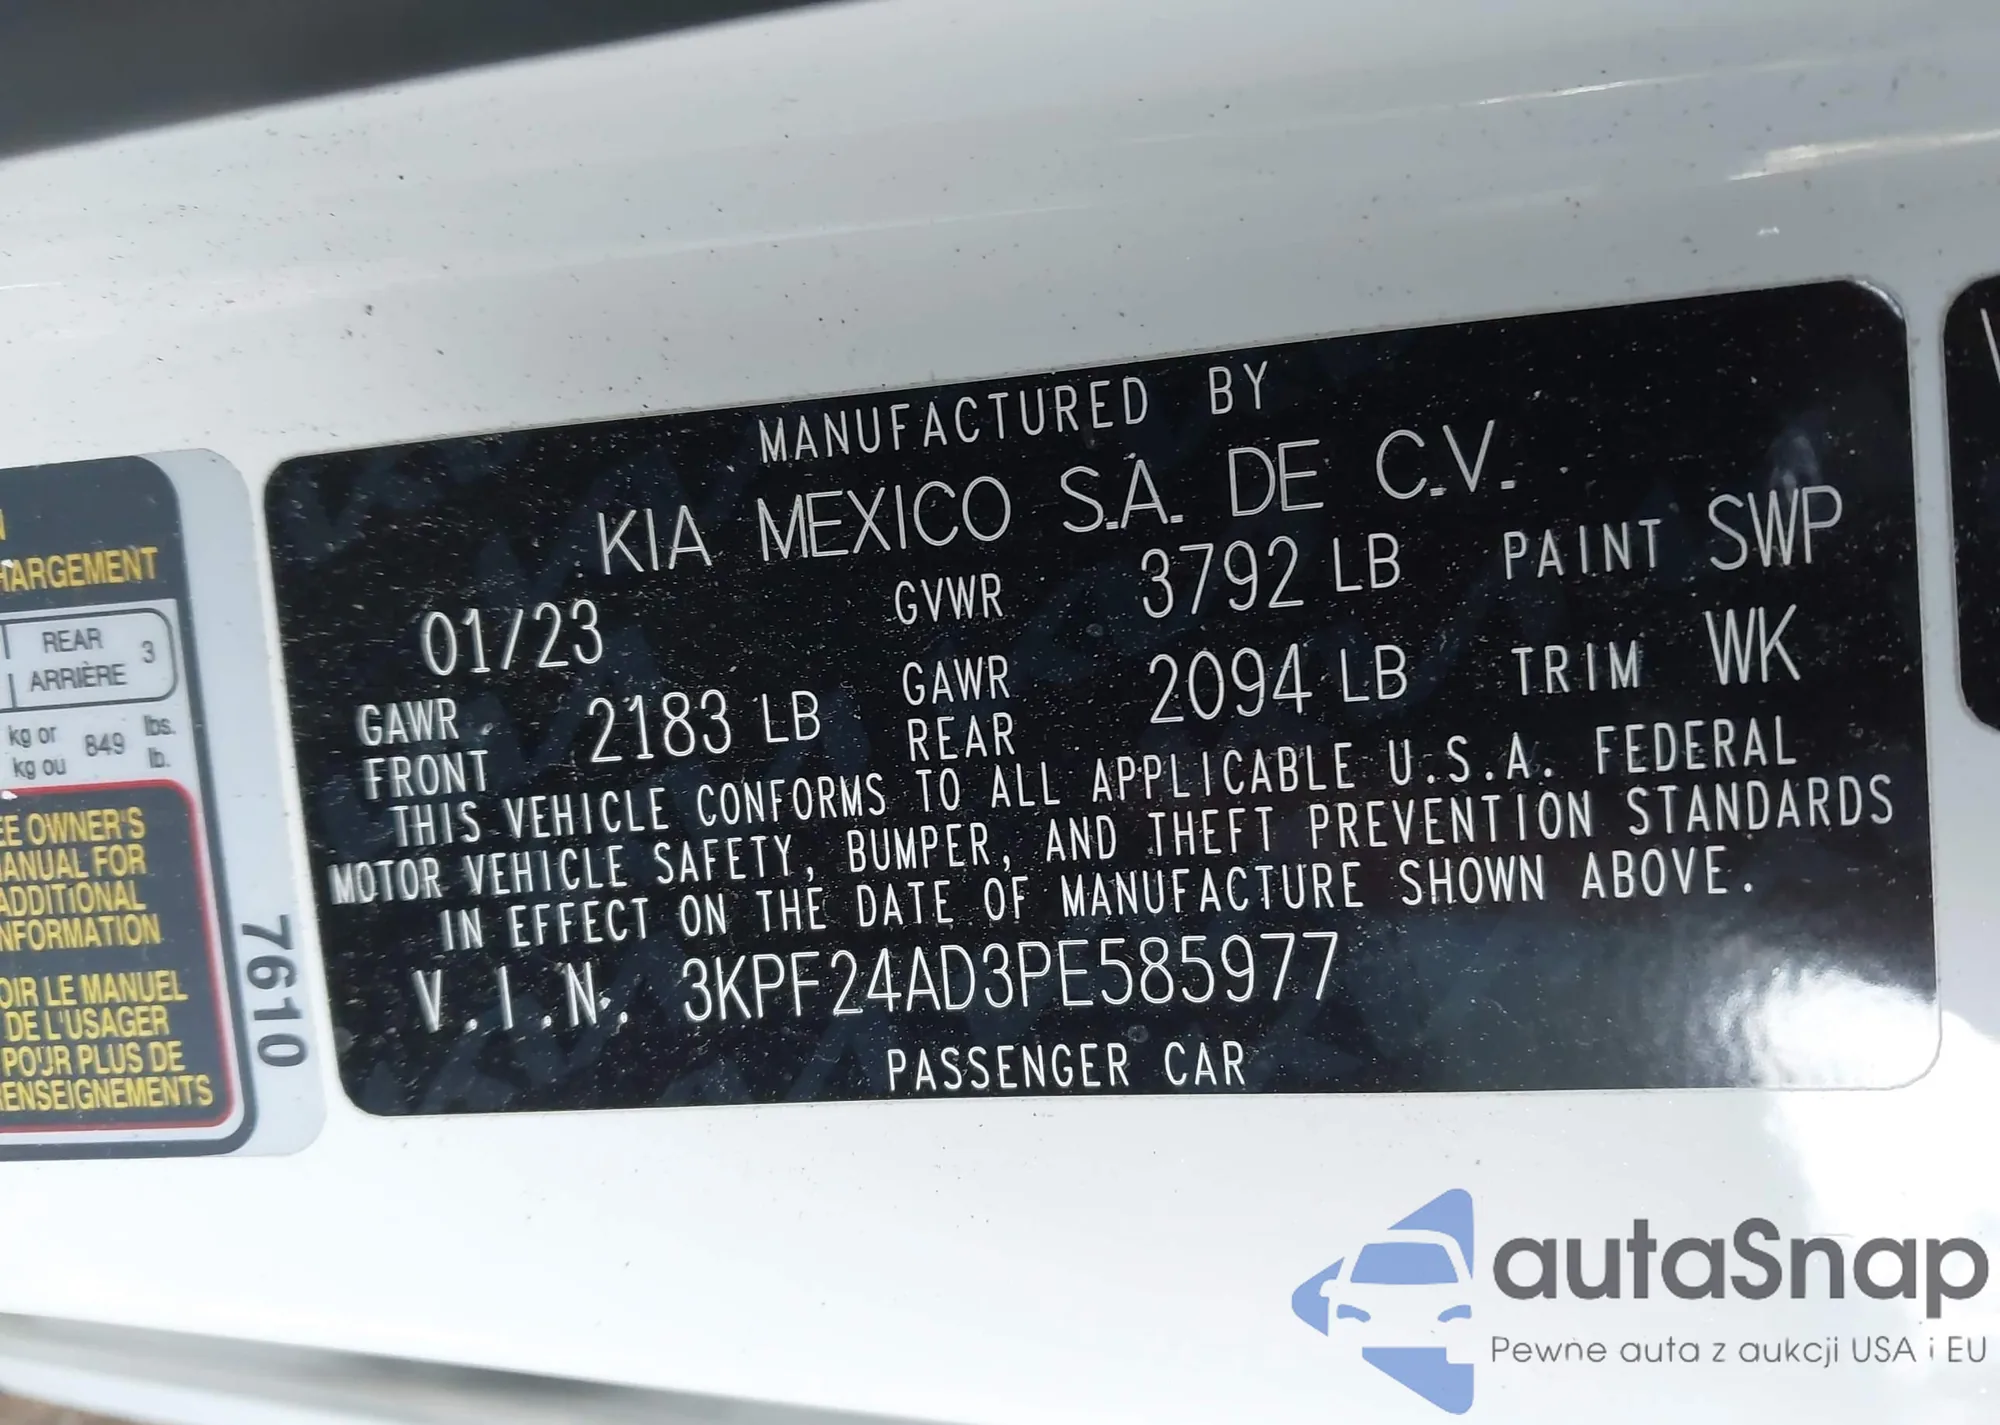 MANUFACTURED BY
KIA MEXICO S.A. DE C.V.
01/23 GVWR 3792 LB PAINT SWP
GAWR FRONT 2183 LB GAWR REAR 2094 LB TRIM WK
THIS VEHICLE CONFORMS TO ALL APPLICABLE U.S.A. FEDERAL
MOTOR VEHICLE SAFETY, BUMPER, AND THEFT PREVENTION STANDARDS
IN EFFECT ON THE DATE OF MANUFACTURE SHOWN ABOVE.
V.I.N. 3KPF24AD3PE585977
PASSENGER CAR
HARGEMENT
REAR
ARRIÈRE 3
kg or 849 lbs.
kg ou lb.
EE OWNER'S
ANUAL FOR
ADDITIONAL
NFORMATION
OIR LE MANUEL
DE L'USAGER
POUR PLUS DE
RENSEIGNEMENTS
7610
autaSnap
Pewne auta z aukcji USA i EU